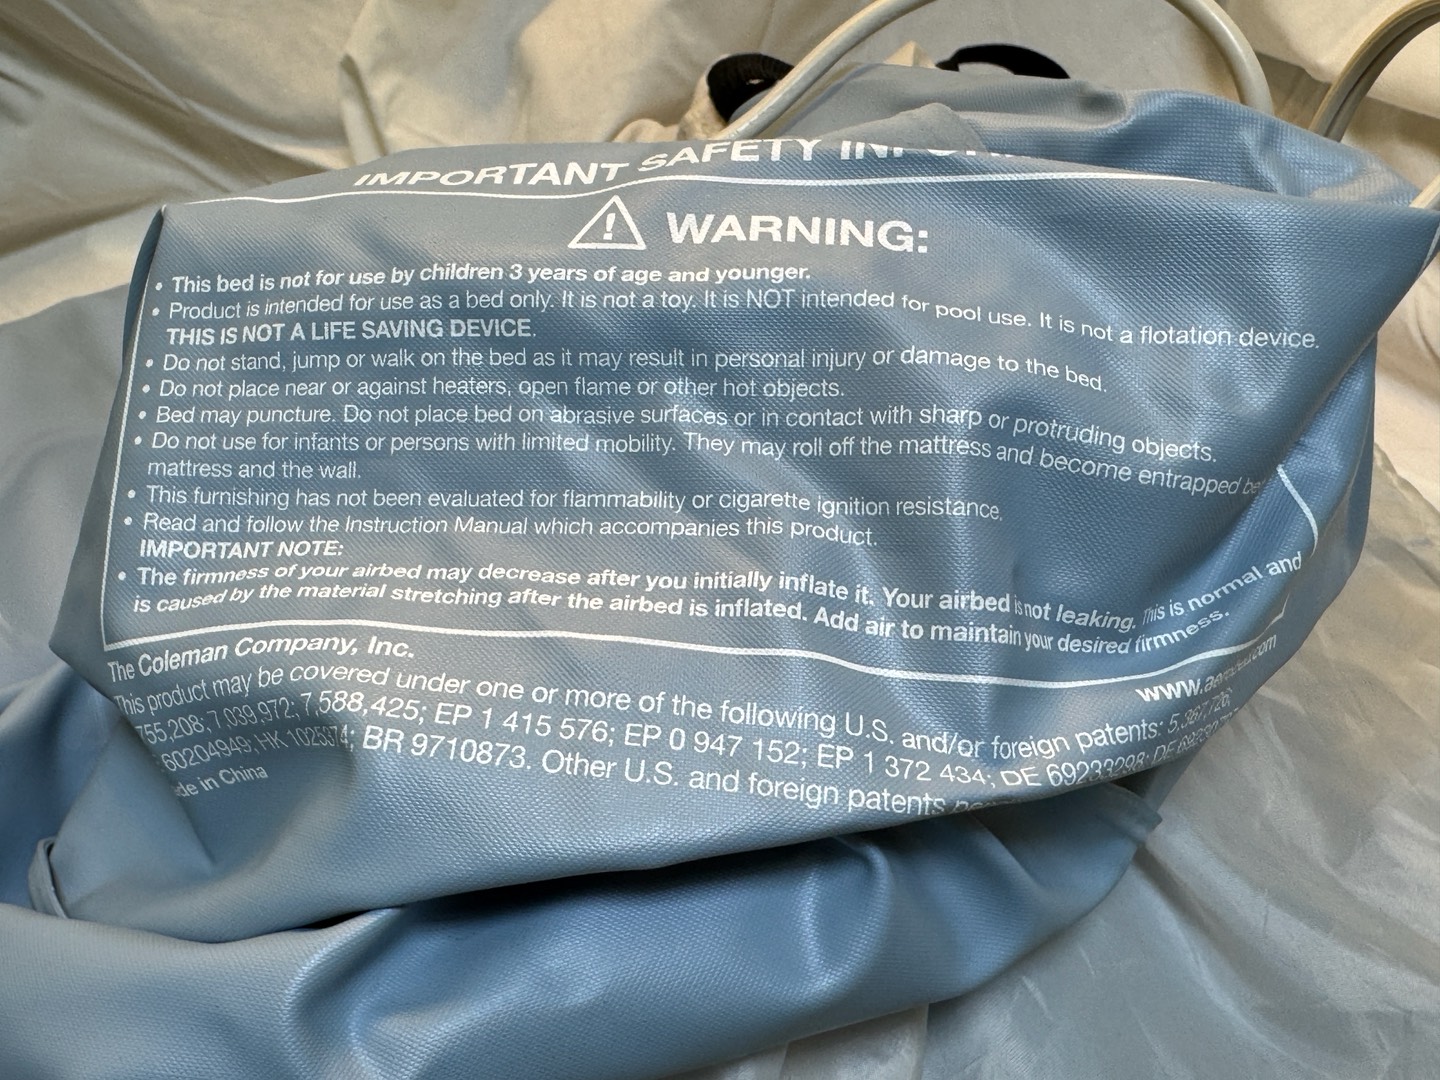 IMPORTANT SAFETY
WARNING:
• This bed is not for use by children 3 years of age and younger.
• Product is intended for use as a bed only. It is not a toy. It is NOT intended for pool use. It is not a flotation device.
THIS IS NOT A LIFE SAVING DEVICE.
• Do not stand, jump or walk on the bed as it may result in personal injury or damage to the bed.
• Do not place near or against heaters, open flame or other hot objects.
• Bed may puncture. Do not place bed on abrasive surfaces or in contact with sharp or protruding objects.
• Do not use for infants or persons with limited mobility. They may roll off the mattress and become entrapped
mattress and the wall.
• This furnishing has not been evaluated for flammability or cigarette ignition resistance.
• Read and follow the Instruction Manual which accompanies this product.
IMPORTANT NOTE:
• The firmness of your airbed may decrease after you initially inflate it. Your airbed is not leaking. This is normal and
is caused by the material stretching after the airbed is inflated. Add air to maintain your desired firmness.
The Coleman Company, Inc.
This product may be covered under one or more of the following U.S. and/or foreign patents:
755,208; 7,039,972; 7,588,425; EP 1 415 576; EP 0 947 152; EP 1 372 434; DE 69233298;
60204949; HK 1025374; BR 9710873. Other U.S. and foreign patents
in China